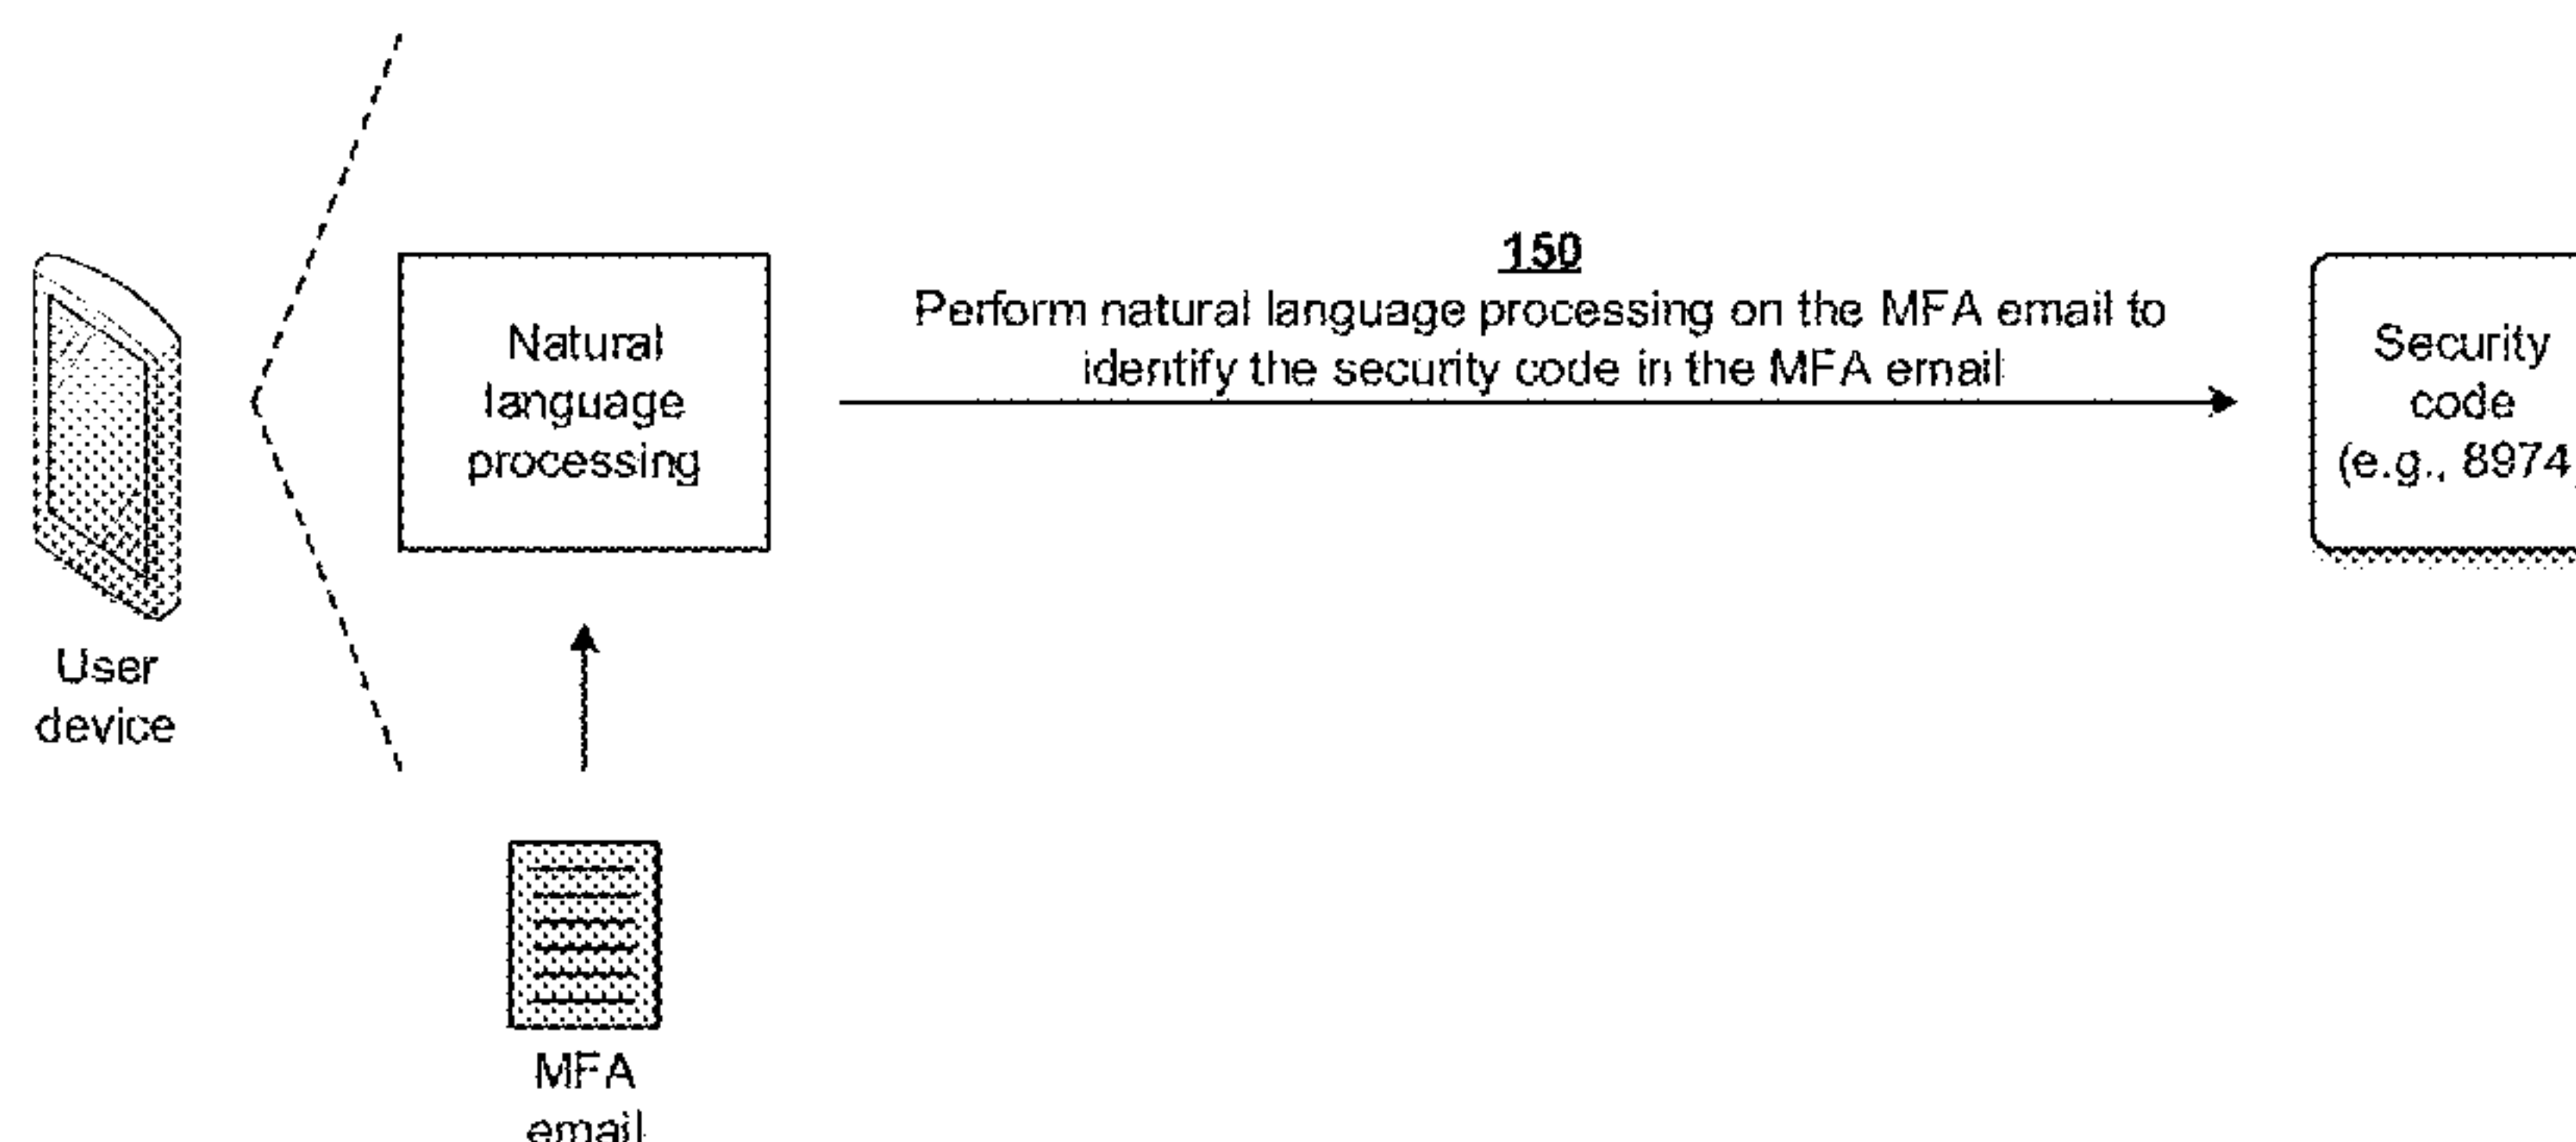 150
Perform natural language processing on the MFA email to
identify the security code in the MFA email
Natural
language
processing
Security
code
(e.g., 8974)
User
device
MFA
email